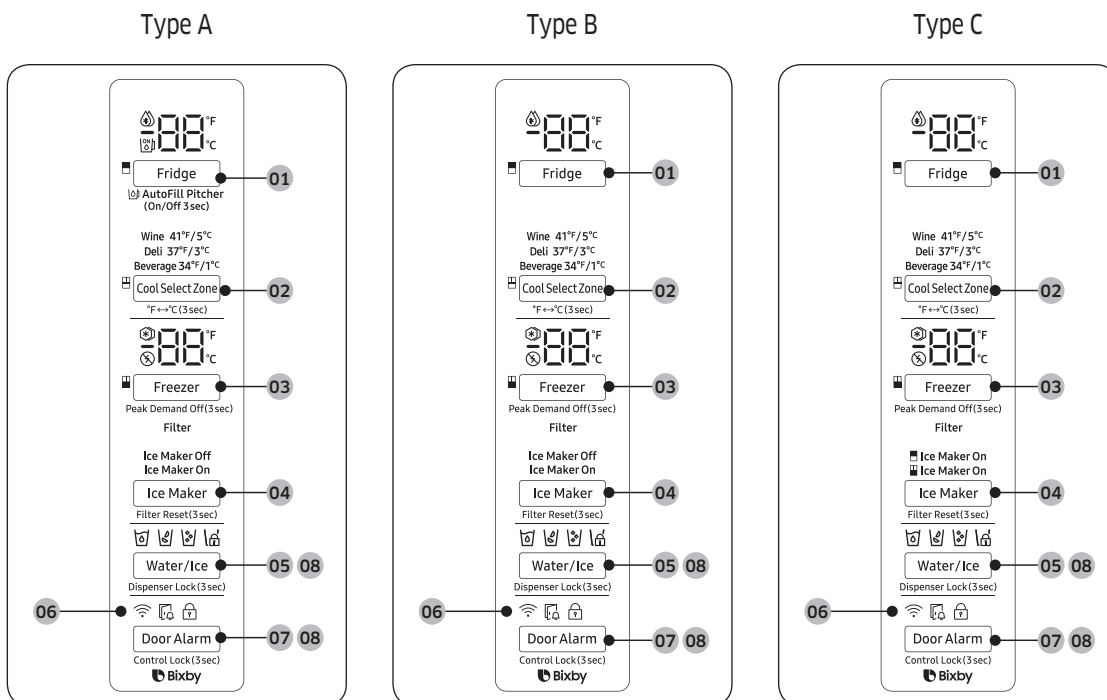 Type A
88 °F
°C
ON
Fridge
01
AutoFill Pitcher
(On/Off 3 sec)
Wine 41°F/5°C
Deli 37°F/3°C
Beverage 34°F/1°C
Cool Select Zone
02
°F↔°C (3 sec)
88 °F
°C
Freezer
03
Peak Demand Off(3 sec)
Filter
Ice Maker Off
Ice Maker On
Ice Maker
04
Filter Reset(3 sec)
Water/Ice
05 08
Dispenser Lock(3 sec)
06
Door Alarm
07 08
Control Lock(3 sec)
Bixby
Type B
88 °F
°C
Fridge
01
Wine 41°F/5°C
Deli 37°F/3°C
Beverage 34°F/1°C
Cool Select Zone
02
°F↔°C (3 sec)
88 °F
°C
Freezer
03
Peak Demand Off(3 sec)
Filter
Ice Maker Off
Ice Maker On
Ice Maker
04
Filter Reset(3 sec)
Water/Ice
05 08
Dispenser Lock(3 sec)
06
Door Alarm
07 08
Control Lock(3 sec)
Bixby
Type C
88 °F
°C
Fridge
01
Wine 41°F/5°C
Deli 37°F/3°C
Beverage 34°F/1°C
Cool Select Zone
02
°F↔°C (3 sec)
88 °F
°C
Freezer
03
Peak Demand Off(3 sec)
Filter
Ice Maker On
Ice Maker On
Ice Maker
04
Filter Reset(3 sec)
Water/Ice
05 08
Dispenser Lock(3 sec)
06
Door Alarm
07 08
Control Lock(3 sec)
Bixby